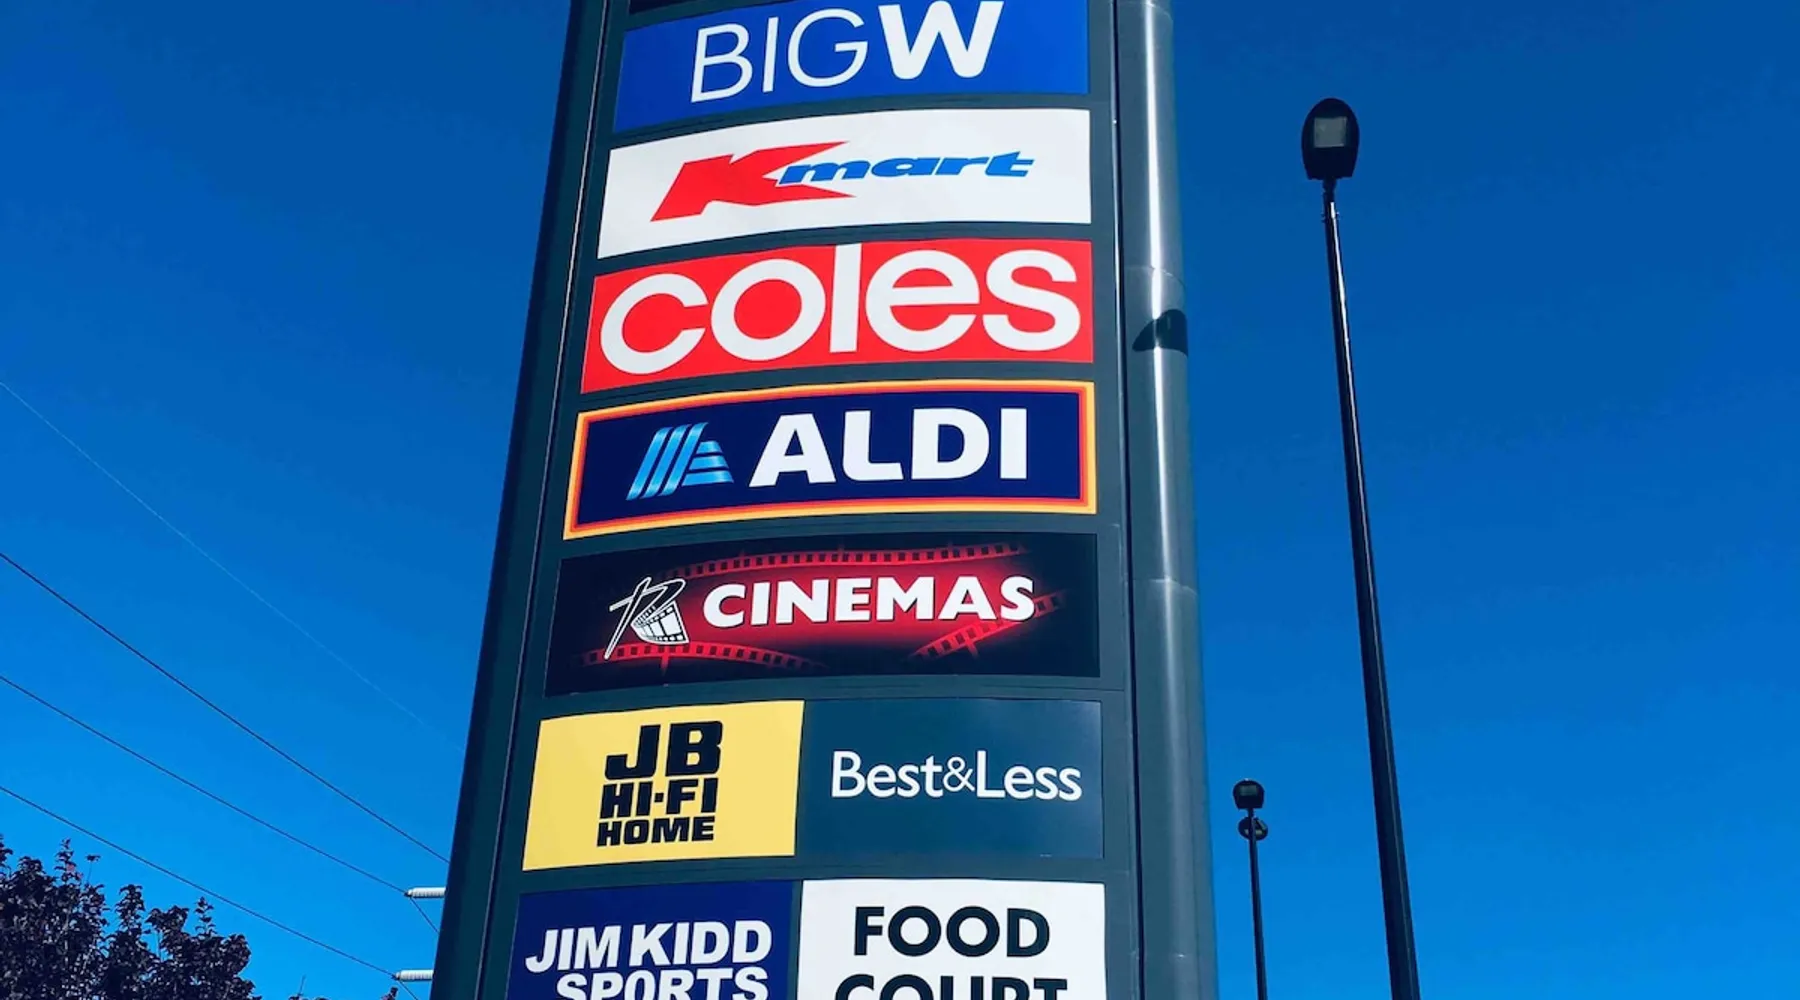 BIGW
Kmart
coles
ALDI
CINEMAS
JB
HI-FI
HOME
Best&Less
JIM KIDD
SPORTS
FOOD
COURT